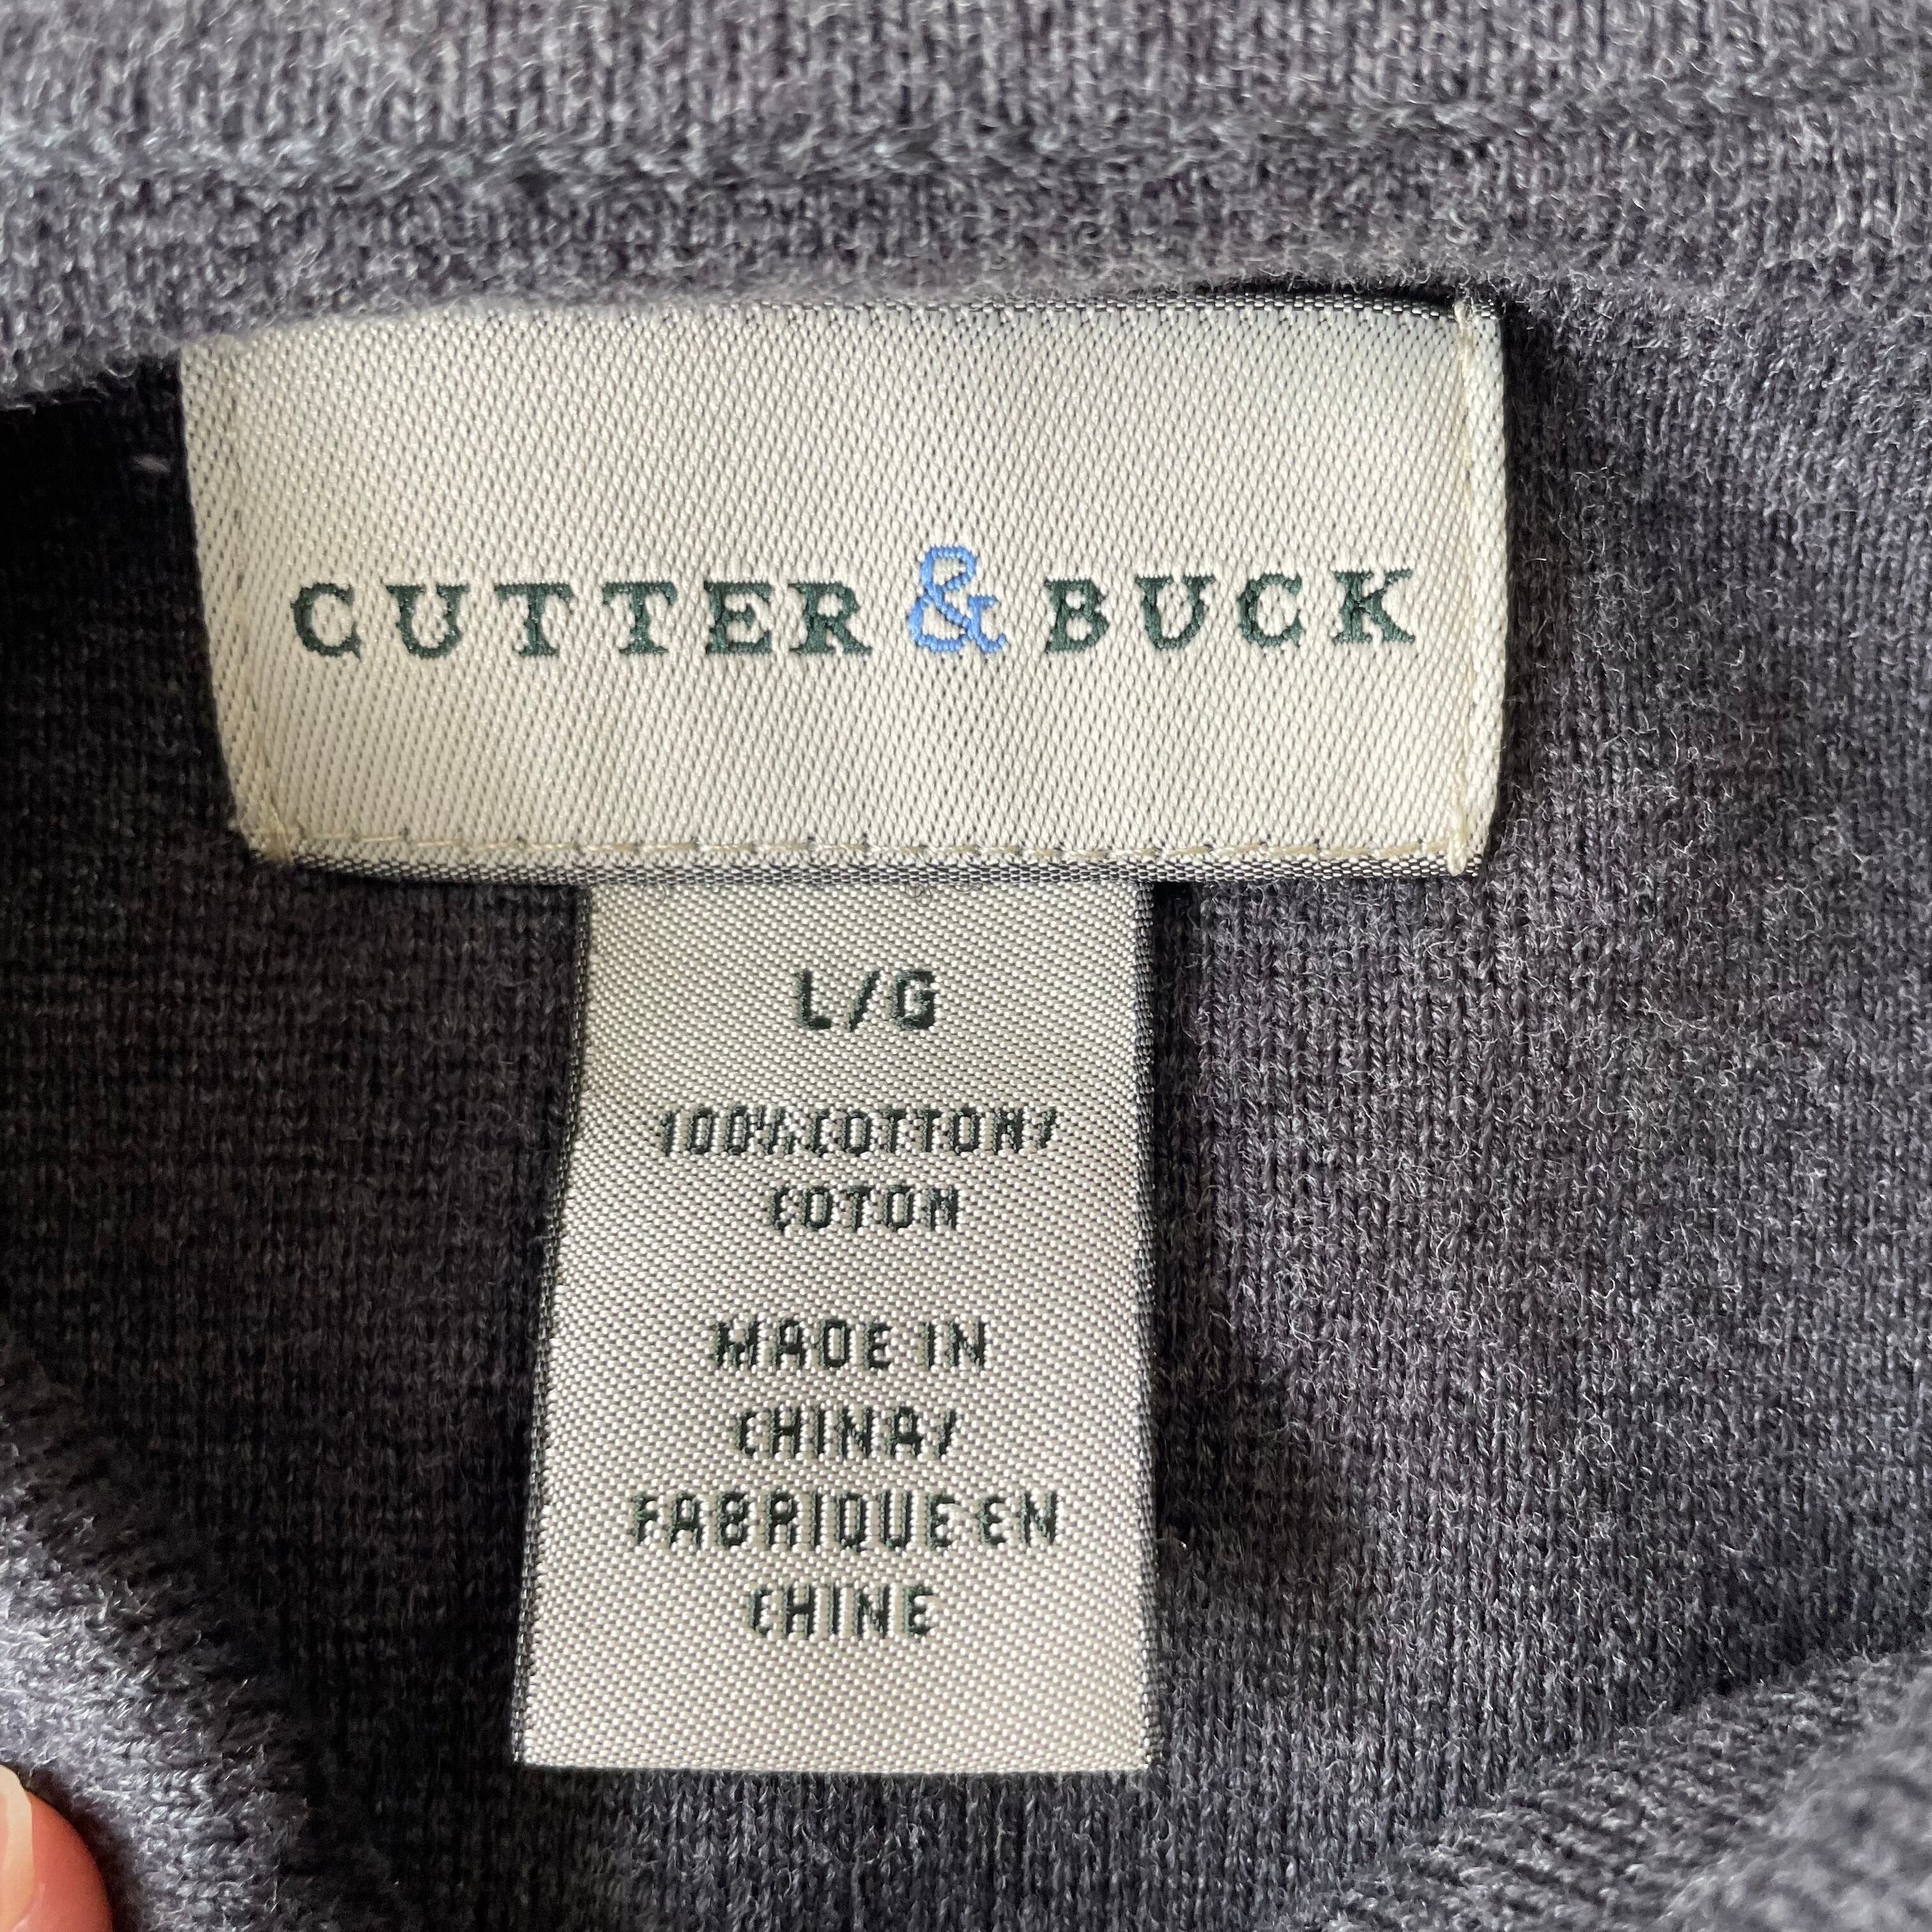 CUTTER & BUCK
L/G
100% COTTON/
COTON
MADE IN
CHINA/
FABRIQUE EN
CHINE